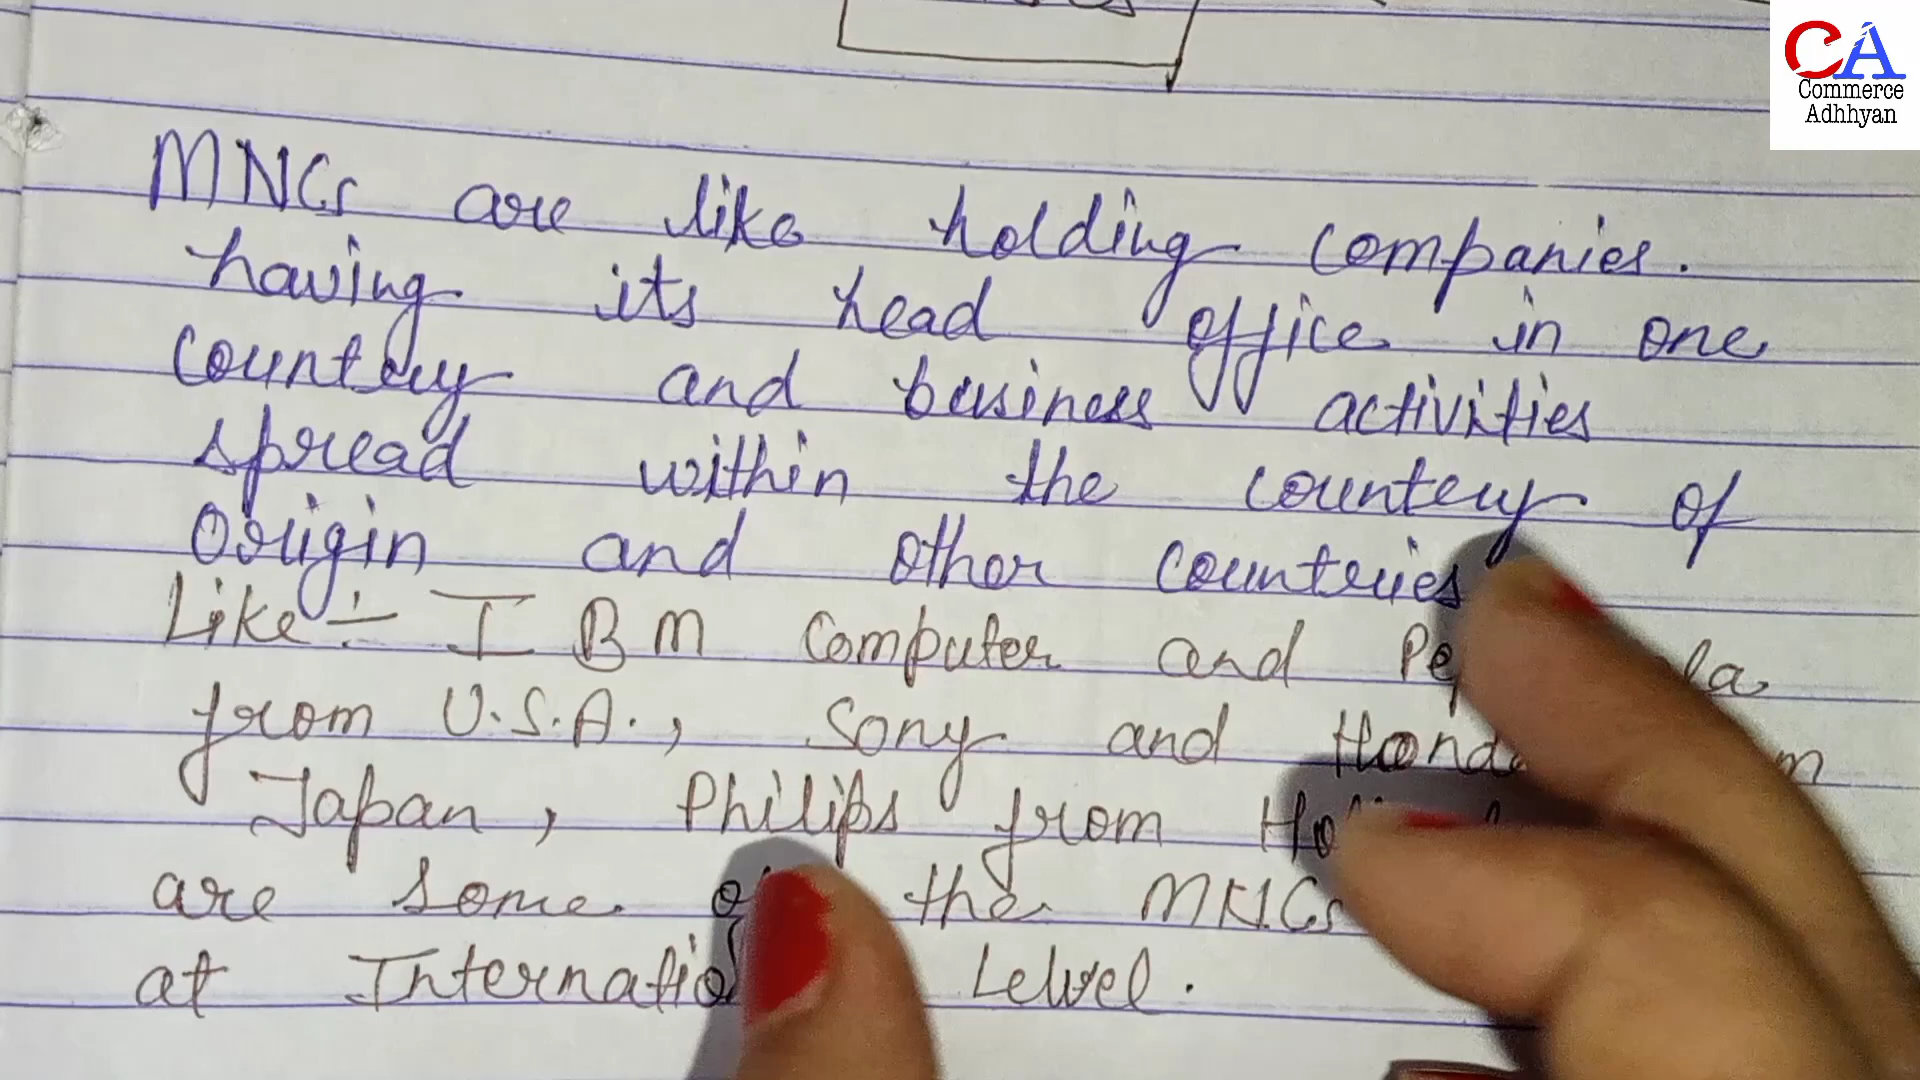 CA
Commerce
Adhhyan
MNCs are like holding companies.
having its head office in one
country and business activities
spread within the country of
Origin and other countries
Like :- IBM Computer and
from U.S.A., Sony and
Japan, Philips from
are some the MNCs
at Level.